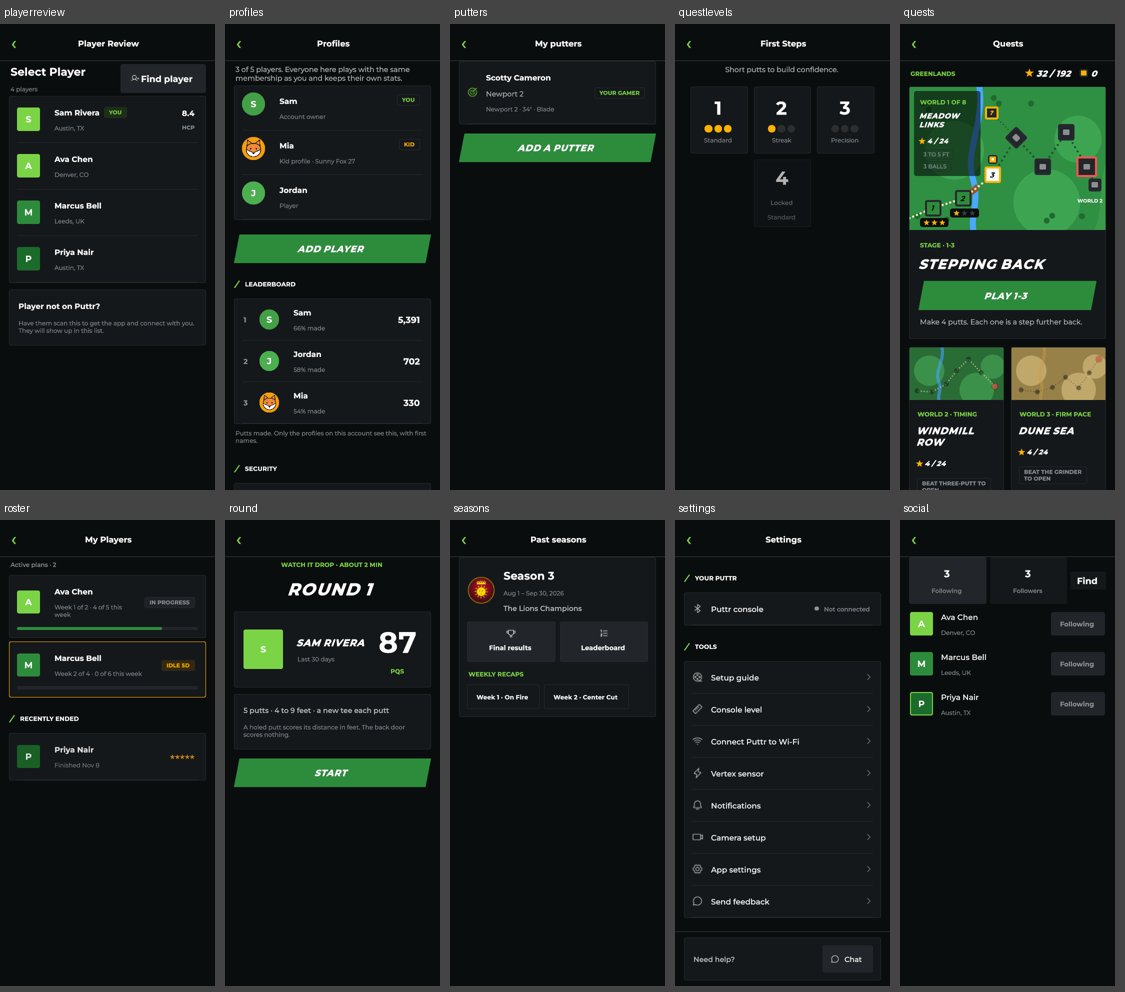 playerreview
Player Review
Select Player
4 players
Find player
S
Sam Rivera
YOU
Austin, TX
8.4
HCP
A
Ava Chen
Denver, CO
M
Marcus Bell
Leeds, UK
P
Priya Nair
Austin, TX
Player not on Puttr?
Have them scan this to get the app and connect with you.
They will show up in this list.
profiles
Profiles
3 of 5 players. Everyone here plays with the same
membership as you and keeps their own stats.
S
Sam
Account owner
YOU
Mia
Kid profile · Sunny Fox 27
KID
J
Jordan
Player
ADD PLAYER
LEADERBOARD
1
S
Sam
66% made
5,391
2
J
Jordan
58% made
702
3
Mia
54% made
330
Putts made. Only the profiles on this account see this, with first
names.
SECURITY
putters
My putters
Scotty Cameron
Newport 2
Newport 2 · 34" · Blade
YOUR GAMER
ADD A PUTTER
questlevels
First Steps
Short putts to build confidence.
1
Standard
2
Streak
3
Precision
4
Locked
Standard
quests
Quests
GREENLANDS
32 / 192
0
WORLD 1 OF 8
MEADOW
LINKS
4 / 24
3 TO 5 FT
3 BALLS
?
3
2
1
WORLD 2
STAGE · 1-3
STEPPING BACK
PLAY 1-3
Make 4 putts. Each one is a step further back.
WORLD 2 · TIMING
WINDMILL
ROW
4 / 24
BEAT THREE-PUTT TO
OPEN
WORLD 3 · FIRM PACE
DUNE SEA
4 / 24
BEAT THE GRINDER
TO OPEN
roster
My Players
Active plans · 2
A
Ava Chen
Week 1 of 2 · 4 of 5 this
week
IN PROGRESS
M
Marcus Bell
Week 2 of 4 · 0 of 6 this week
IDLE 5D
RECENTLY ENDED
P
Priya Nair
Finished Nov 8
round
WATCH IT DROP · ABOUT 2 MIN
ROUND 1
S
SAM RIVERA
Last 30 days
87
PQS
5 putts · 4 to 9 feet · a new tee each putt
A holed putt scores its distance in feet. The back door
scores nothing.
START
seasons
Past seasons
Season 3
Aug 1 – Sep 30, 2026
The Lions Champions
Final results
Leaderboard
WEEKLY RECAPS
Week 1 · On Fire
Week 2 · Center Cut
settings
Settings
YOUR PUTTR
Puttr console
Not connected
TOOLS
Setup guide
Console level
Connect Puttr to Wi-Fi
Vertex sensor
Notifications
Camera setup
App settings
Send feedback
Need help?
Chat
social
3
Following
3
Followers
Find
A
Ava Chen
Denver, CO
Following
M
Marcus Bell
Leeds, UK
Following
P
Priya Nair
Austin, TX
Following